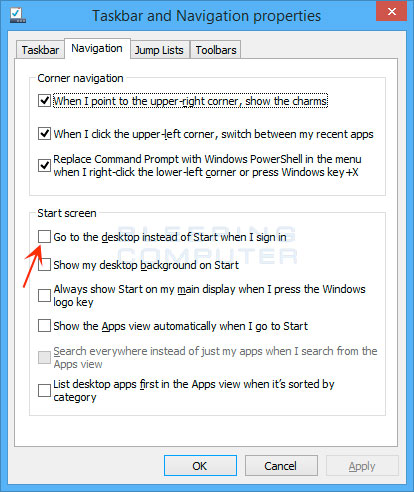 Taskbar and Navigation properties
Taskbar
Navigation
Jump Lists
Toolbars
Corner navigation
When I point to the upper-right corner, show the charms
When I click the upper-left corner, switch between my recent apps
Replace Command Prompt with Windows PowerShell in the menu
when I right-click the lower-left corner or press Windows key+X
Start screen
Go to the desktop instead of Start when I sign in
BLEEPING
COMPUTER
Show my desktop background on Start
Always show Start on my main display when I press the Windows
logo key
Show the Apps view automatically when I go to Start
Search everywhere instead of just my apps when I search from the
Apps view
List desktop apps first in the Apps view when it's sorted by
category
OK
Cancel
Apply